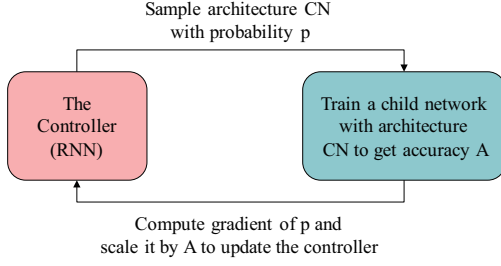 Sample architecture CN
with probability p
The
Controller
(RNN)
Train a child network
with architecture
CN to get accuracy A
Compute gradient of p and
scale it by A to update the controller